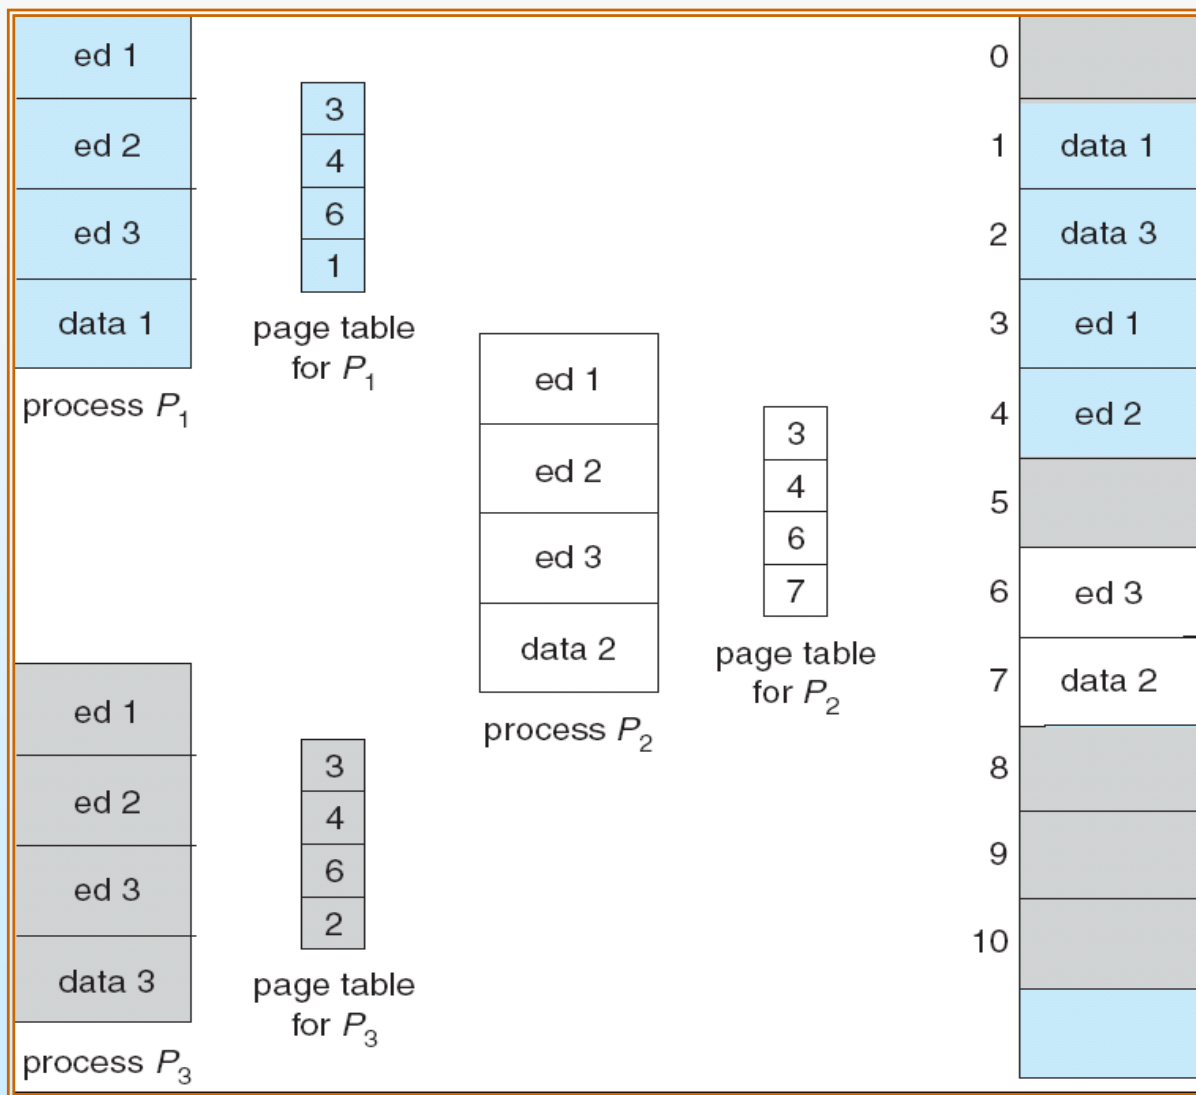 ed 1
ed 2
ed 3
data 1
process P1
3
4
6
1
page table
for P1
ed 1
ed 2
ed 3
data 2
process P2
3
4
6
7
page table
for P2
ed 1
ed 2
ed 3
data 3
process P3
3
4
6
2
page table
for P3
0
1 data 1
2 data 3
3 ed 1
4 ed 2
5
6 ed 3
7 data 2
8
9
10